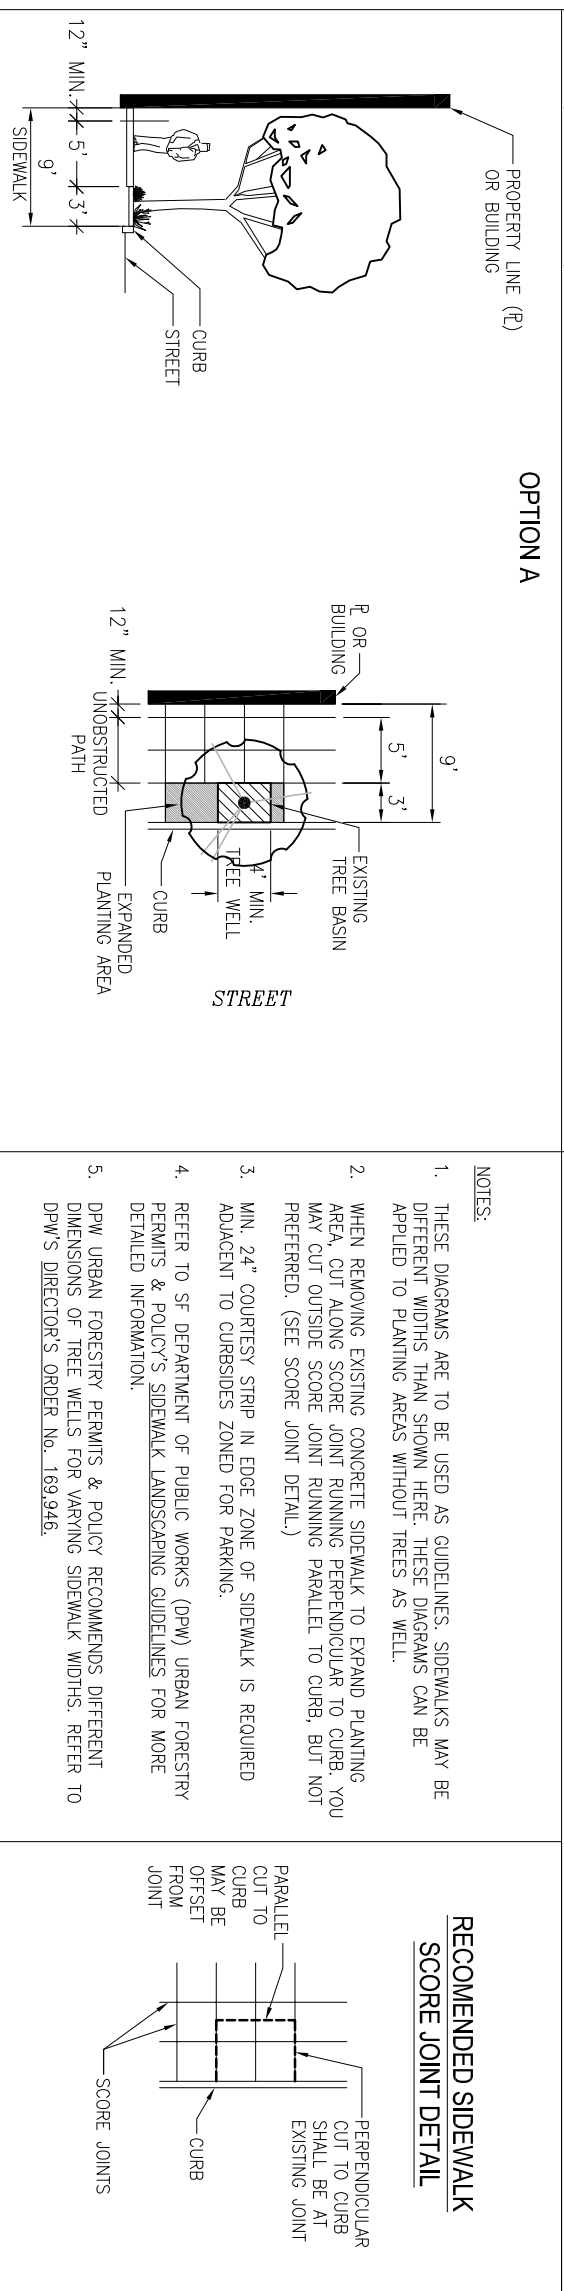 OPTION A
PROPERTY LINE (PL)
OR BUILDING
CURB
STREET
12" MIN.
5'
3'
9'
SIDEWALK
PL OR
BUILDING
9'
5'
3'
12" MIN.
UNOBSTRUCTED
PATH
EXISTING
TREE BASIN
4' MIN.
TREE WELL
CURB
EXPANDED
PLANTING AREA
STREET
NOTES:
1. THESE DIAGRAMS ARE TO BE USED AS GUIDELINES. SIDEWALKS MAY BE
DIFFERENT WIDTHS THAN SHOWN HERE. THESE DIAGRAMS CAN BE
APPLIED TO PLANTING AREAS WITHOUT TREES AS WELL.
2. WHEN REMOVING EXISTING CONCRETE SIDEWALK TO EXPAND PLANTING
AREA, CUT ALONG SCORE JOINT RUNNING PERPENDICULAR TO CURB. YOU
MAY CUT OUTSIDE SCORE JOINT RUNNING PARALLEL TO CURB, BUT NOT
PREFERRED. (SEE SCORE JOINT DETAIL.)
3. MIN. 24" COURTESY STRIP IN EDGE ZONE OF SIDEWALK IS REQUIRED
ADJACENT TO CURBSIDES ZONED FOR PARKING.
4. REFER TO SF DEPARTMENT OF PUBLIC WORKS (DPW) URBAN FORESTRY
PERMITS & POLICY'S SIDEWALK LANDSCAPING GUIDELINES FOR MORE
DETAILED INFORMATION.
5. DPW URBAN FORESTRY PERMITS & POLICY RECOMMENDS DIFFERENT
DIMENSIONS OF TREE WELLS FOR VARYING SIDEWALK WIDTHS. REFER TO
DPW'S DIRECTOR'S ORDER No. 169,946.
RECOMENDED SIDEWALK
SCORE JOINT DETAIL
PARALLEL
CUT TO
CURB
MAY BE
OFFSET
FROM
JOINT
PERPENDICULAR
CUT TO CURB
SHALL BE AT
EXISTING JOINT
CURB
SCORE JOINTS